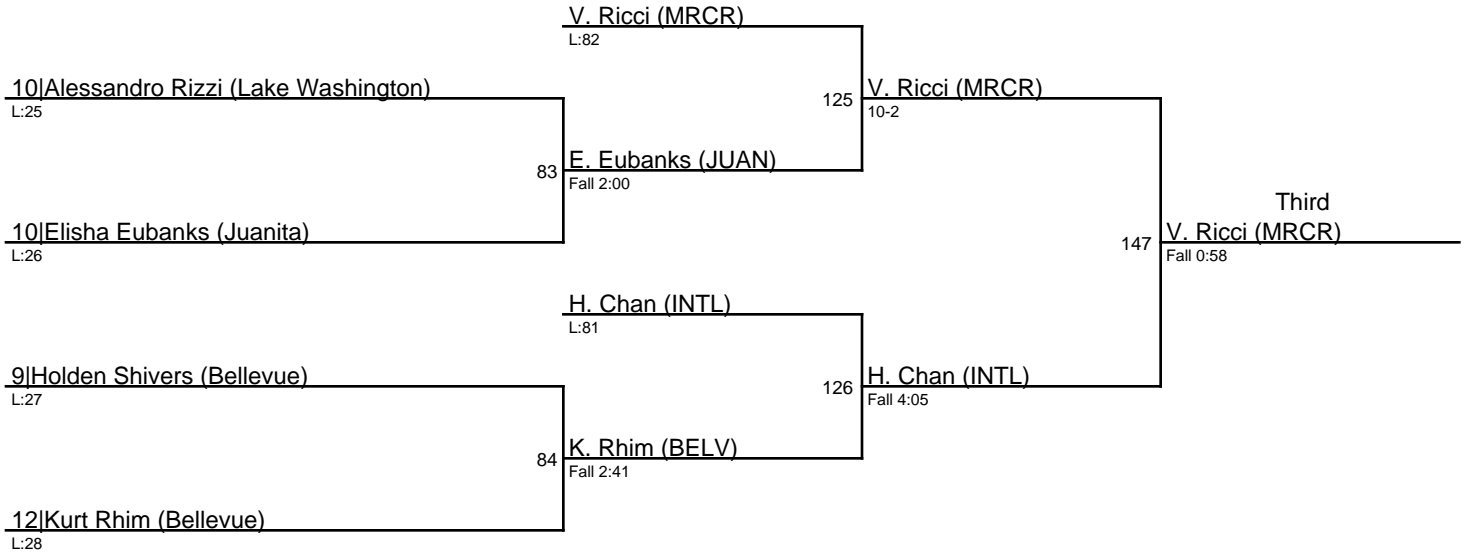 V. Ricci (MRCR)
L:82
10|Alessandro Rizzi (Lake Washington)
L:25
125
V. Ricci (MRCR)
10-2
83
E. Eubanks (JUAN)
Fall 2:00
10|Elisha Eubanks (Juanita)
L:26
Third
147
V. Ricci (MRCR)
Fall 0:58
H. Chan (INTL)
L:81
9|Holden Shivers (Bellevue)
L:27
126
H. Chan (INTL)
Fall 4:05
84
K. Rhim (BELV)
Fall 2:41
12|Kurt Rhim (Bellevue)
L:28